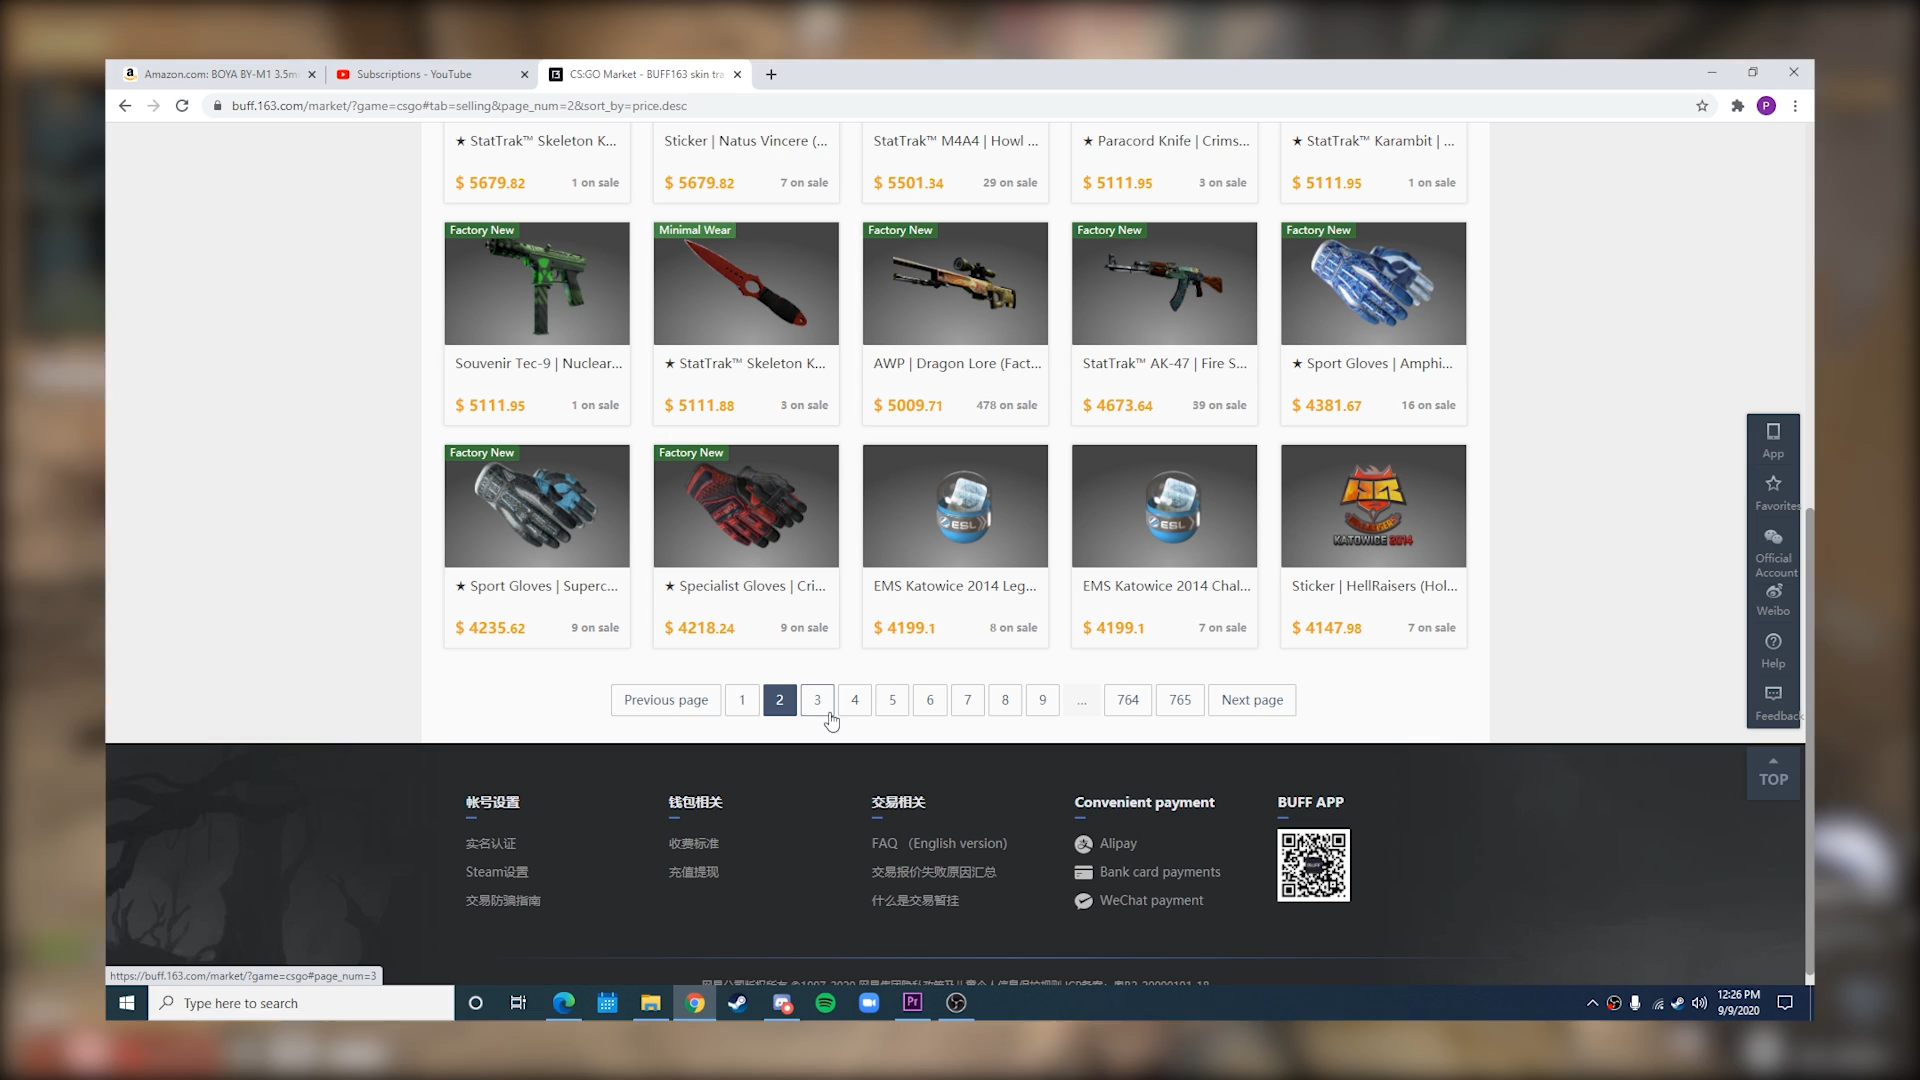 Amazon.com: BOYA BY-M1 3.5m
Subscriptions - YouTube
CS:GO Market - BUFF163 skin tra
buff.163.com/market/?game=csgo#tab=selling&page_num=2&sort_by=price.desc
P
★ StatTrak™ Skeleton K...
Sticker | Natus Vincere (...
StatTrak™ M4A4 | Howl ...
★ Paracord Knife | Crims...
★ StatTrak™ Karambit | ...
$ 5679.82 1 on sale
$ 5679.82 7 on sale
$ 5501.34 29 on sale
$ 5111.95 3 on sale
$ 5111.95 1 on sale
Factory New
Minimal Wear
Factory New
Factory New
Factory New
Souvenir Tec-9 | Nuclear...
★ StatTrak™ Skeleton K...
AWP | Dragon Lore (Fact...
StatTrak™ AK-47 | Fire S...
★ Sport Gloves | Amphi...
$ 5111.95 1 on sale
$ 5111.88 3 on sale
$ 5009.71 478 on sale
$ 4673.64 39 on sale
$ 4381.67 16 on sale
Factory New
Factory New
ESL
ESL
KATOWICE 2014
★ Sport Gloves | Superc...
★ Specialist Gloves | Cri...
EMS Katowice 2014 Leg...
EMS Katowice 2014 Chal...
Sticker | HellRaisers (Hol...
$ 4235.62 9 on sale
$ 4218.24 9 on sale
$ 4199.1 8 on sale
$ 4199.1 7 on sale
$ 4147.98 7 on sale
App
Favorites
Official
Account
Weibo
Help
Feedback
TOP
Previous page 1 2 3 4 5 6 7 8 9 ... 764 765 Next page
帐号设置
实名认证
Steam设置
交易防骗指南
钱包相关
收费标准
充值提现
交易相关
FAQ （English version)
交易报价失败原因汇总
什么是交易暂挂
Convenient payment
Alipay
Bank card payments
WeChat payment
BUFF APP
https://buff.163.com/market/?game=csgo#page_num=3
Type here to search
Pr
12:26 PM
9/9/2020